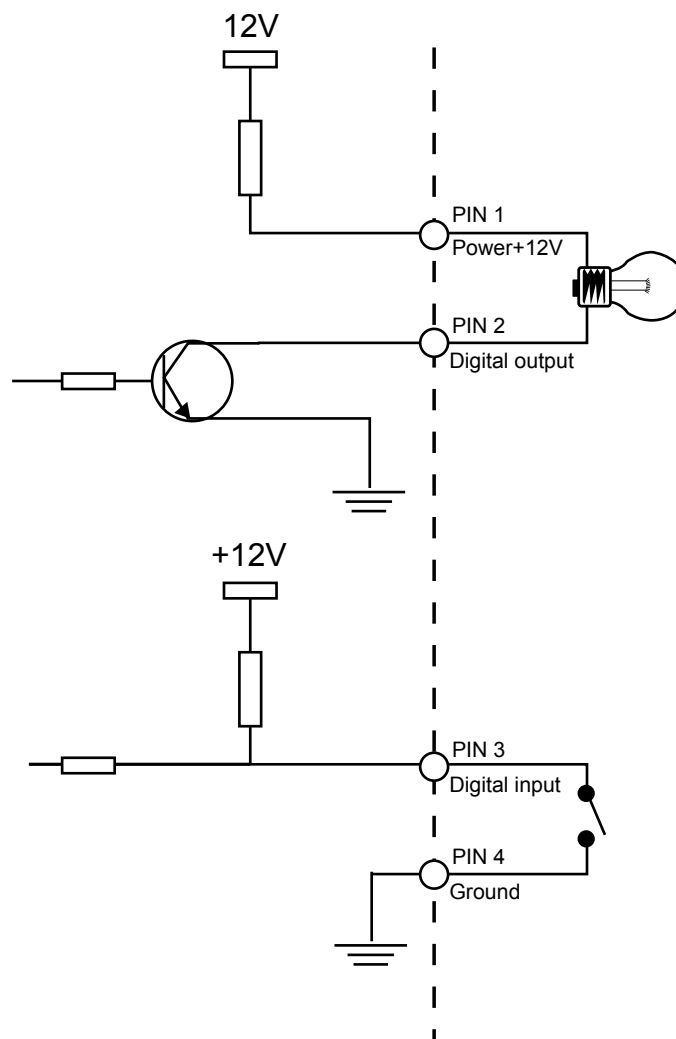 12V
PIN 1
Power+12V
PIN 2
Digital output
+12V
PIN 3
Digital input
PIN 4
Ground